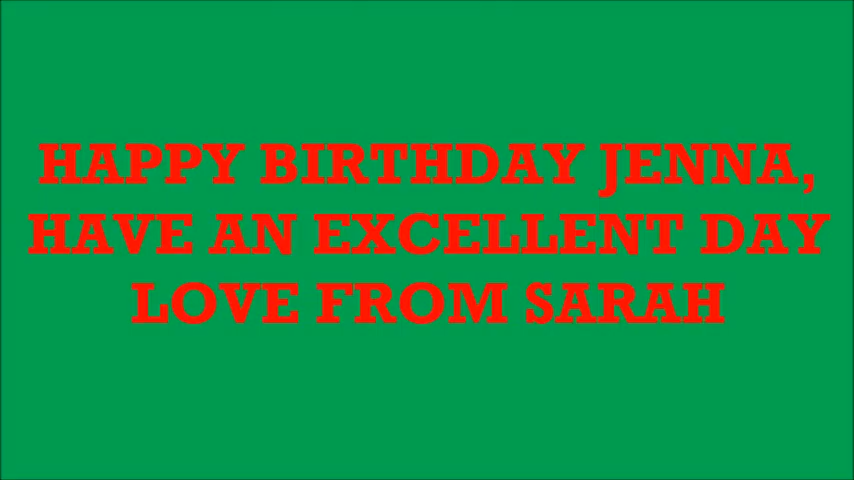 HAPPY BIRTHDAY JENNA,
HAVE AN EXCELLENT DAY
LOVE FROM SARAH